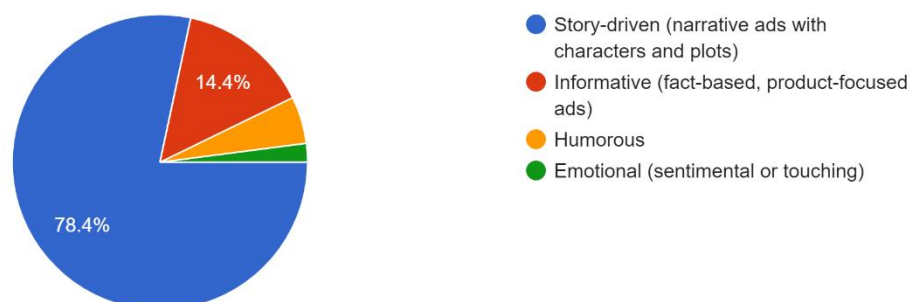 Story-driven (narrative ads with
characters and plots)
Informative (fact-based, product-focused
ads)
Humorous
Emotional (sentimental or touching)
14.4%
78.4%